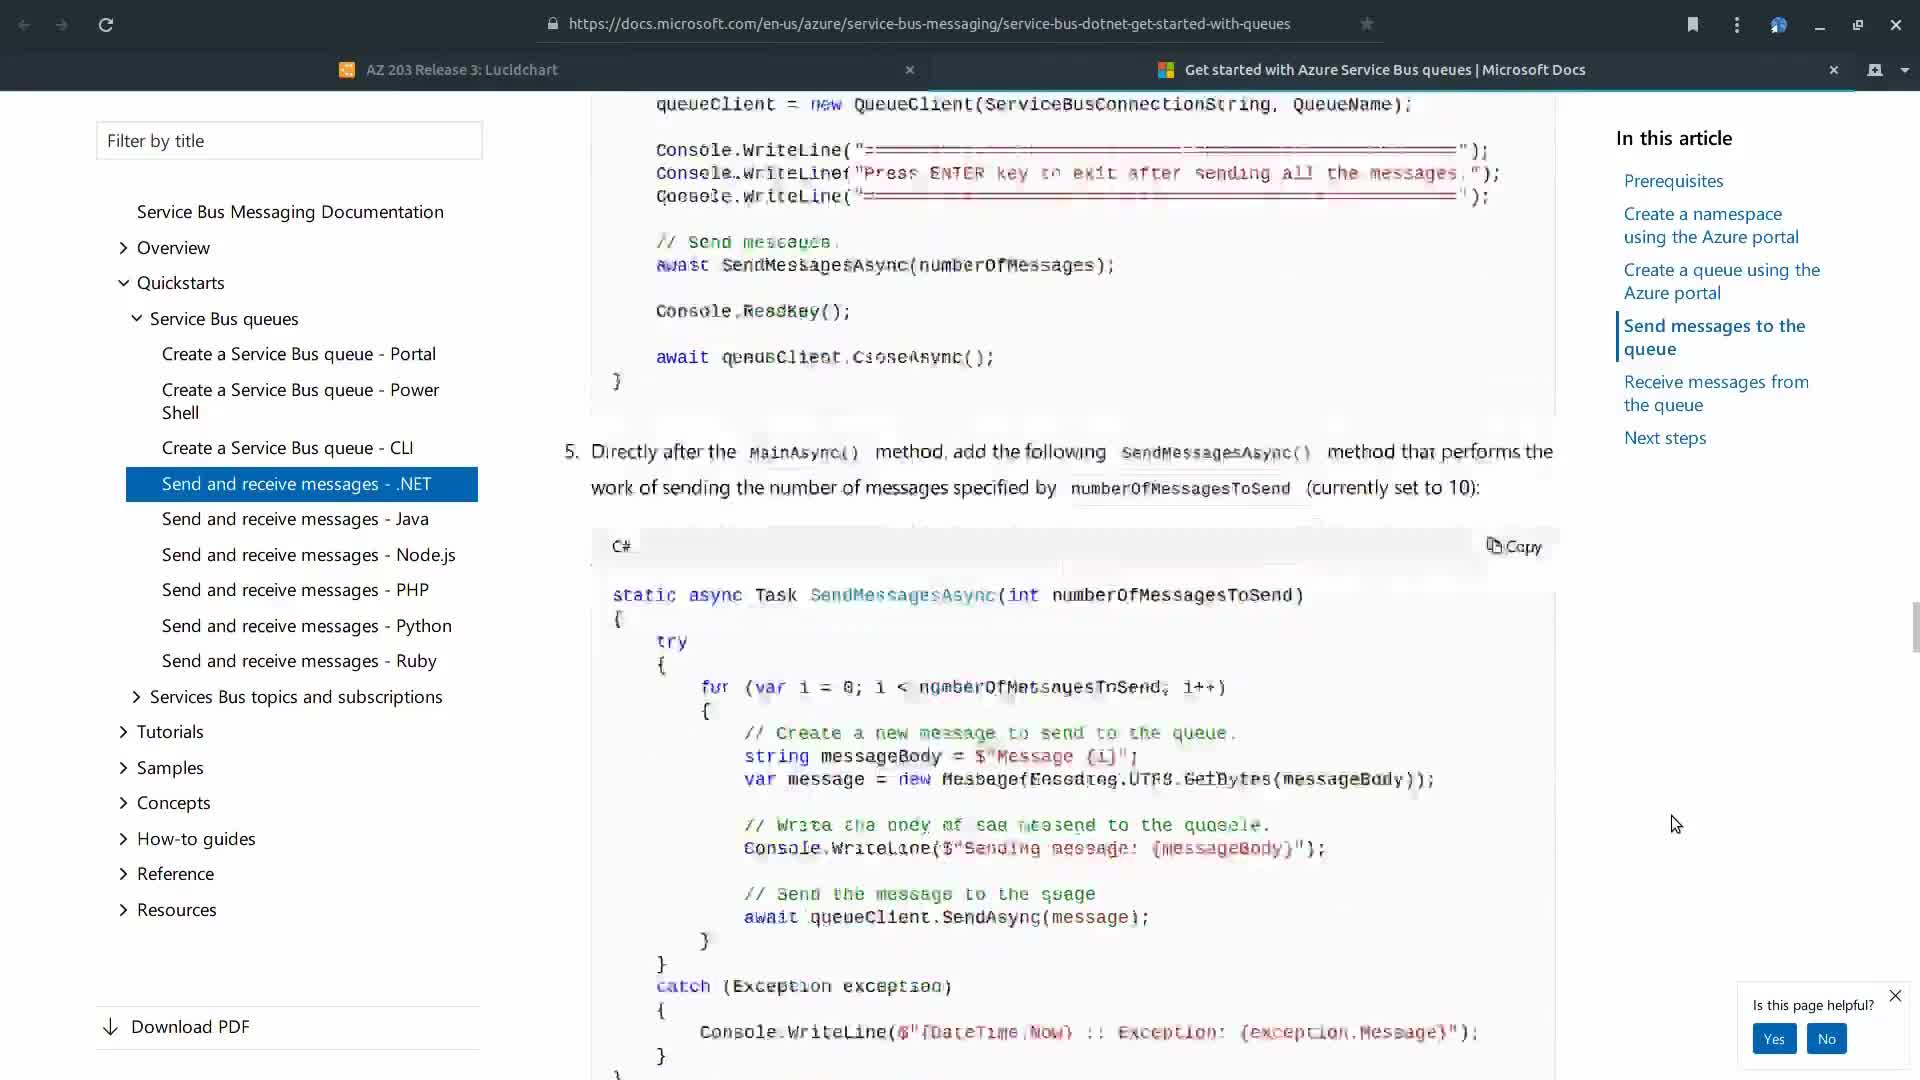 https://docs.microsoft.com/en-us/azure/service-bus-messaging/service-bus-dotnet-get-started-with-queues
AZ 203 Release 3: Lucidchart
Get started with Azure Service Bus queues | Microsoft Docs
Filter by title
Service Bus Messaging Documentation
Overview
Quickstarts
Service Bus queues
Create a Service Bus queue - Portal
Create a Service Bus queue - Power
Shell
Create a Service Bus queue - CLI
Send and receive messages - .NET
Send and receive messages - Java
Send and receive messages - Node.js
Send and receive messages - PHP
Send and receive messages - Python
Send and receive messages - Ruby
Services Bus topics and subscriptions
Tutorials
Samples
Concepts
How-to guides
Reference
Resources
Download PDF
queueClient = new QueueClient(ServiceBusConnectionString, QueueName);
Console.WriteLine("======================================================");
Console.WriteLine("Press ENTER key to exit after sending all the messages.");
Console.WriteLine("======================================================");
// Send messages.
await SendMessagesAsync(numberOfMessages);
Console.ReadKey();
await queueClient.CloseAsync();
}
5. Directly after the MainAsync() method, add the following SendMessagesAsync() method that performs the
work of sending the number of messages specified by numberOfMessagesToSend (currently set to 10):
C#
Copy
static async Task SendMessagesAsync(int numberOfMessagesToSend)
{
try
{
for (var i = 0; i < numberOfMessagesToSend; i++)
{
// Create a new message to send to the queue.
string messageBody = $"Message {i}";
var message = new Message(Encoding.UTF8.GetBytes(messageBody));
// Write the body of the to the
Console.WriteLine($"Sending message: {messageBody}");
// Send the message to the
await queueClient.SendAsync(message);
}
}
catch (Exception exception)
{
Console.WriteLine($"{DateTime.Now} :: Exception: {exception.Message}");
}
}
In this article
Prerequisites
Create a namespace
using the Azure portal
Create a queue using the
Azure portal
Send messages to the
queue
Receive messages from
the queue
Next steps
Is this page helpful?
Yes
No